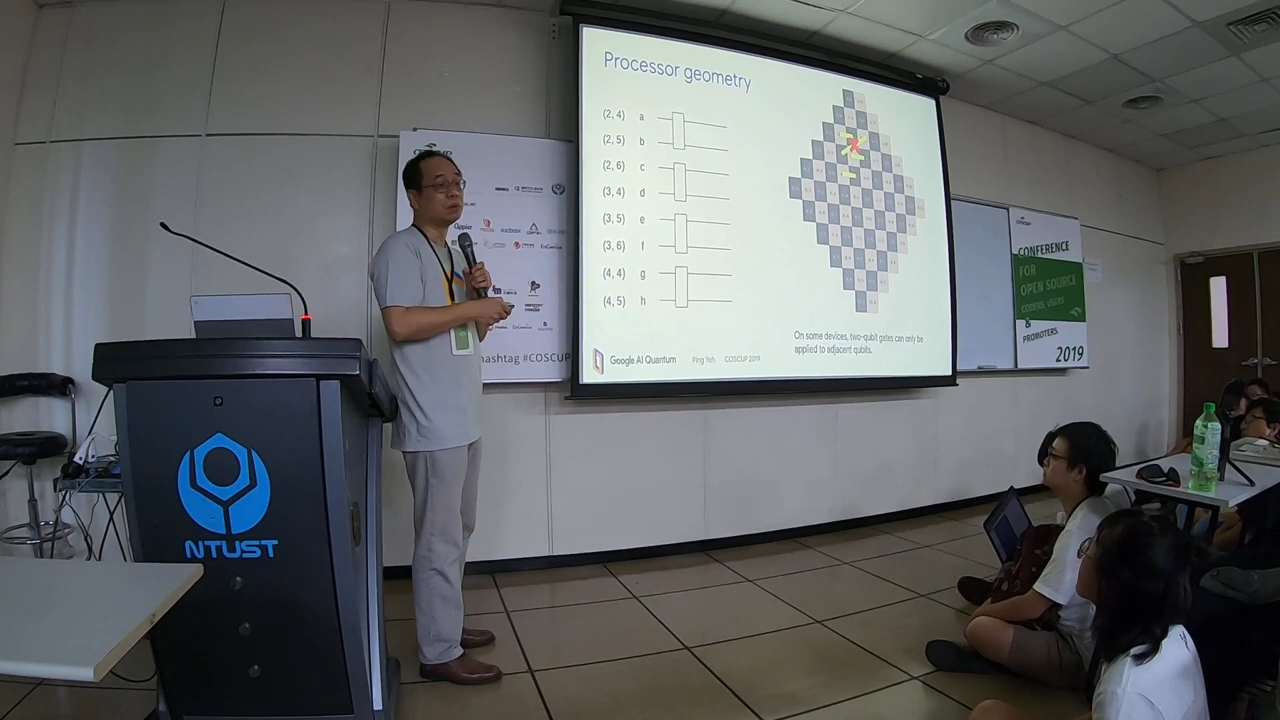 Processor geometry
(2, 4) a
(2, 5) b
(2, 6) c
(3, 4) d
(3, 5) e
(3, 6) f
(4, 4) g
(4, 5) h
On some devices, two-qubit gates can only be
applied to adjacent qubits.
Google AI Quantum Ping Yeh COSCUP 2019
hashtag #COSCUP
NTUST
CONFERENCE
FOR
OPEN SOURCE
CODERS, USERS
&
PROMOTERS
2019